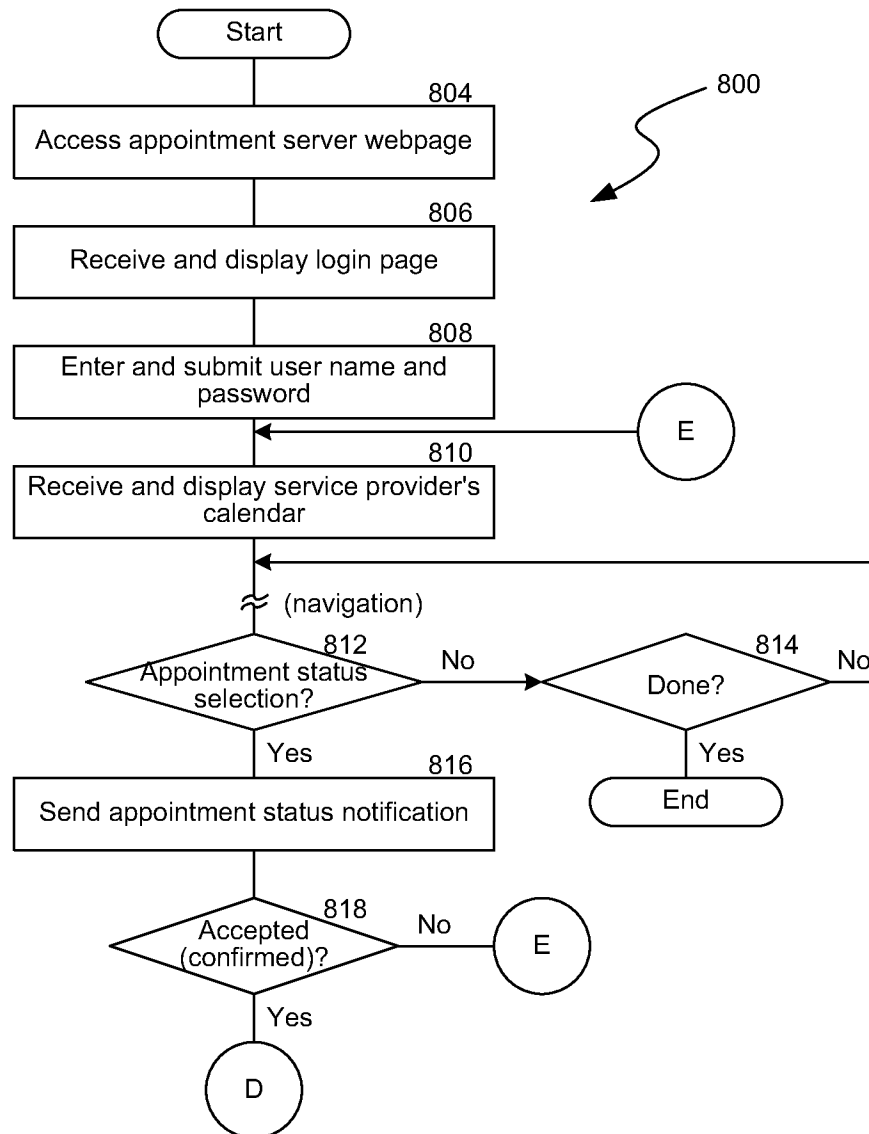 Start
800
804
Access appointment server webpage
806
Receive and display login page
808
Enter and submit user name and
password
E
810
Receive and display service provider's
calendar
(navigation)
812
Appointment status
selection?
No
814
Done?
No
Yes
Yes
816
Send appointment status notification
End
818
Accepted
(confirmed)?
No
E
Yes
D